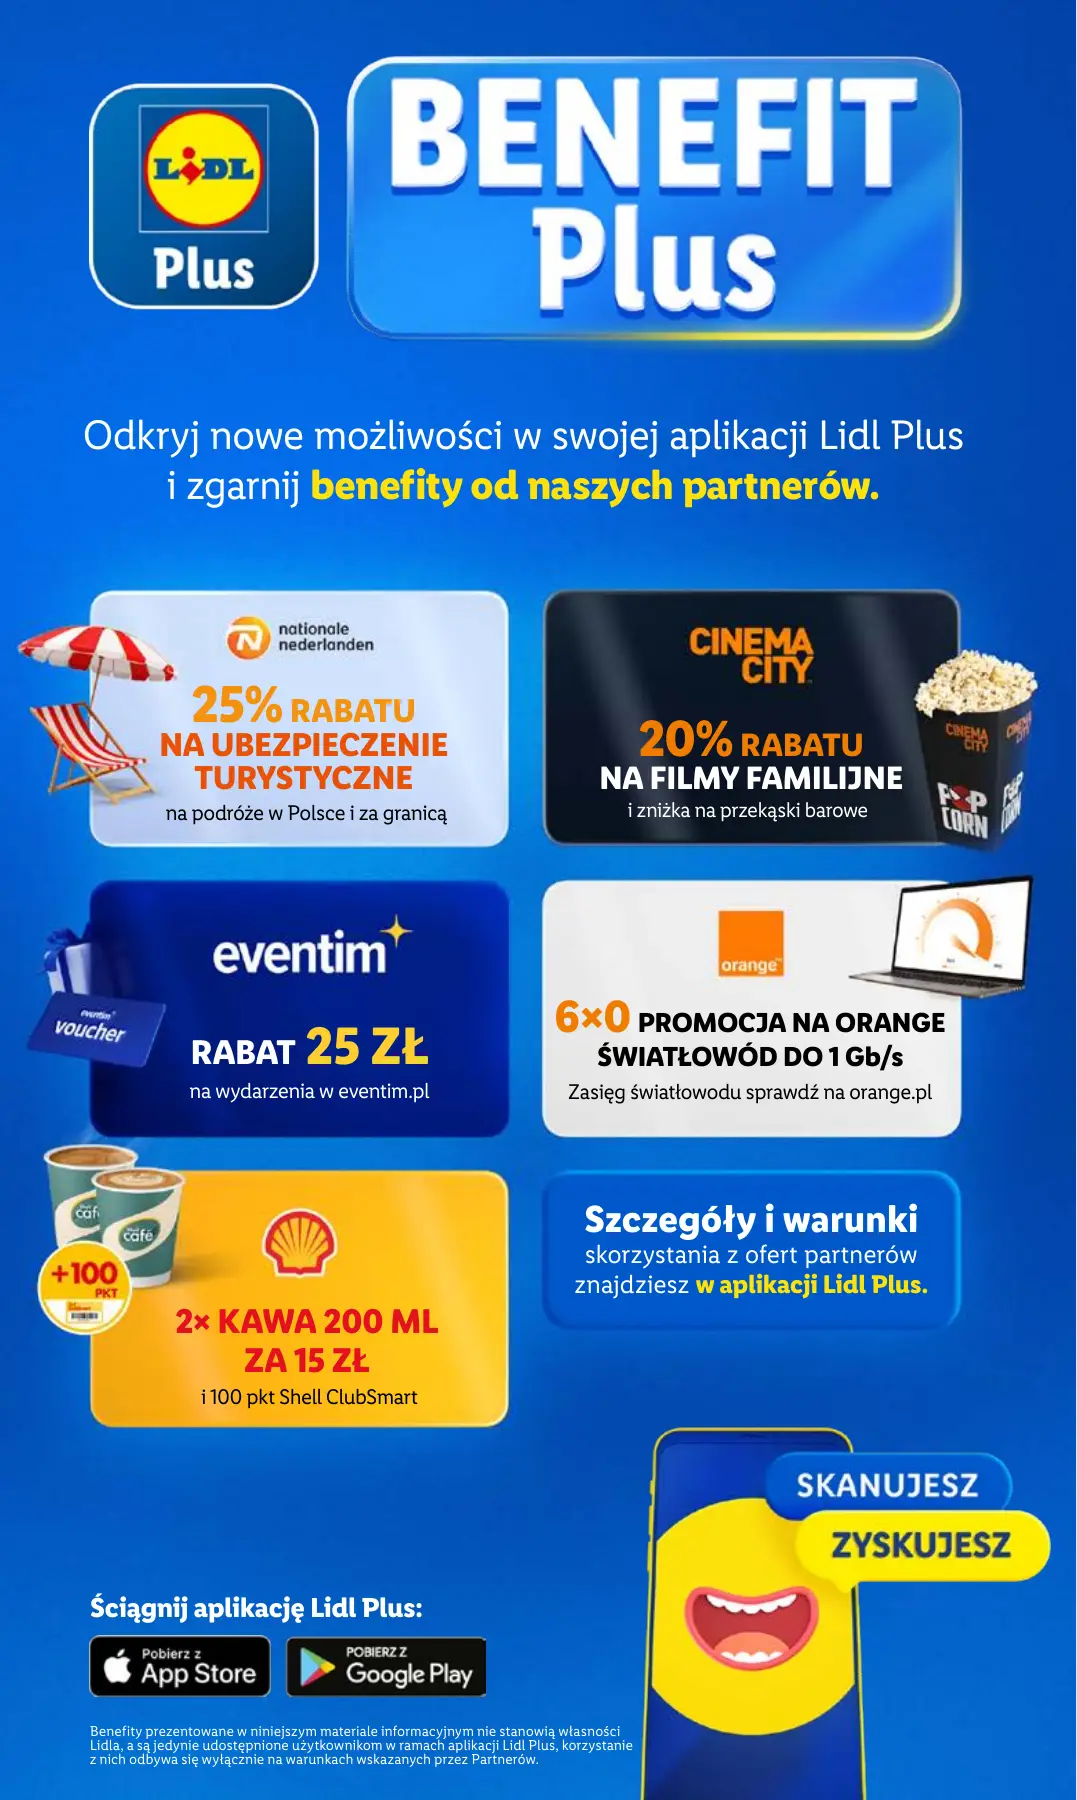 LIDL
Plus
BENEFIT
Plus
Odkryj nowe możliwości w swojej aplikacji Lidl Plus
i zgarnij benefity od naszych partnerów.
nationale
nederlanden
25% RABATU
NA UBEZPIECZENIE
TURYSTYCZNE
na podróże w Polsce i za granicą
CINEMA
CITY
20% RABATU
NA FILMY FAMILIJNE
i zniżka na przekąski barowe
CINEMA
CITY
POP
CORN
eventim
RABAT 25 ZŁ
na wydarzenia w eventim.pl
eventim
voucher
orange
6×0 PROMOCJA NA ORANGE
ŚWIATŁOWÓD DO 1 Gb/s
Zasięg światłowodu sprawdź na orange.pl
café
+100
PKT
2× KAWA 200 ML
ZA 15 ZŁ
i 100 pkt Shell ClubSmart
Szczegóły i warunki
skorzystania z ofert partnerów
znajdziesz w aplikacji Lidl Plus.
SKANUJESZ
ZYSKUJESZ
Ściągnij aplikację Lidl Plus:
Pobierz z
App Store
POBIERZ Z
Google Play
Benefity prezentowane w niniejszym materiale informacyjnym nie stanowią własności
Lidla, a są jedynie udostępnione użytkownikom w ramach aplikacji Lidl Plus, korzystanie
z nich odbywa się wyłącznie na warunkach wskazanych przez Partnerów.